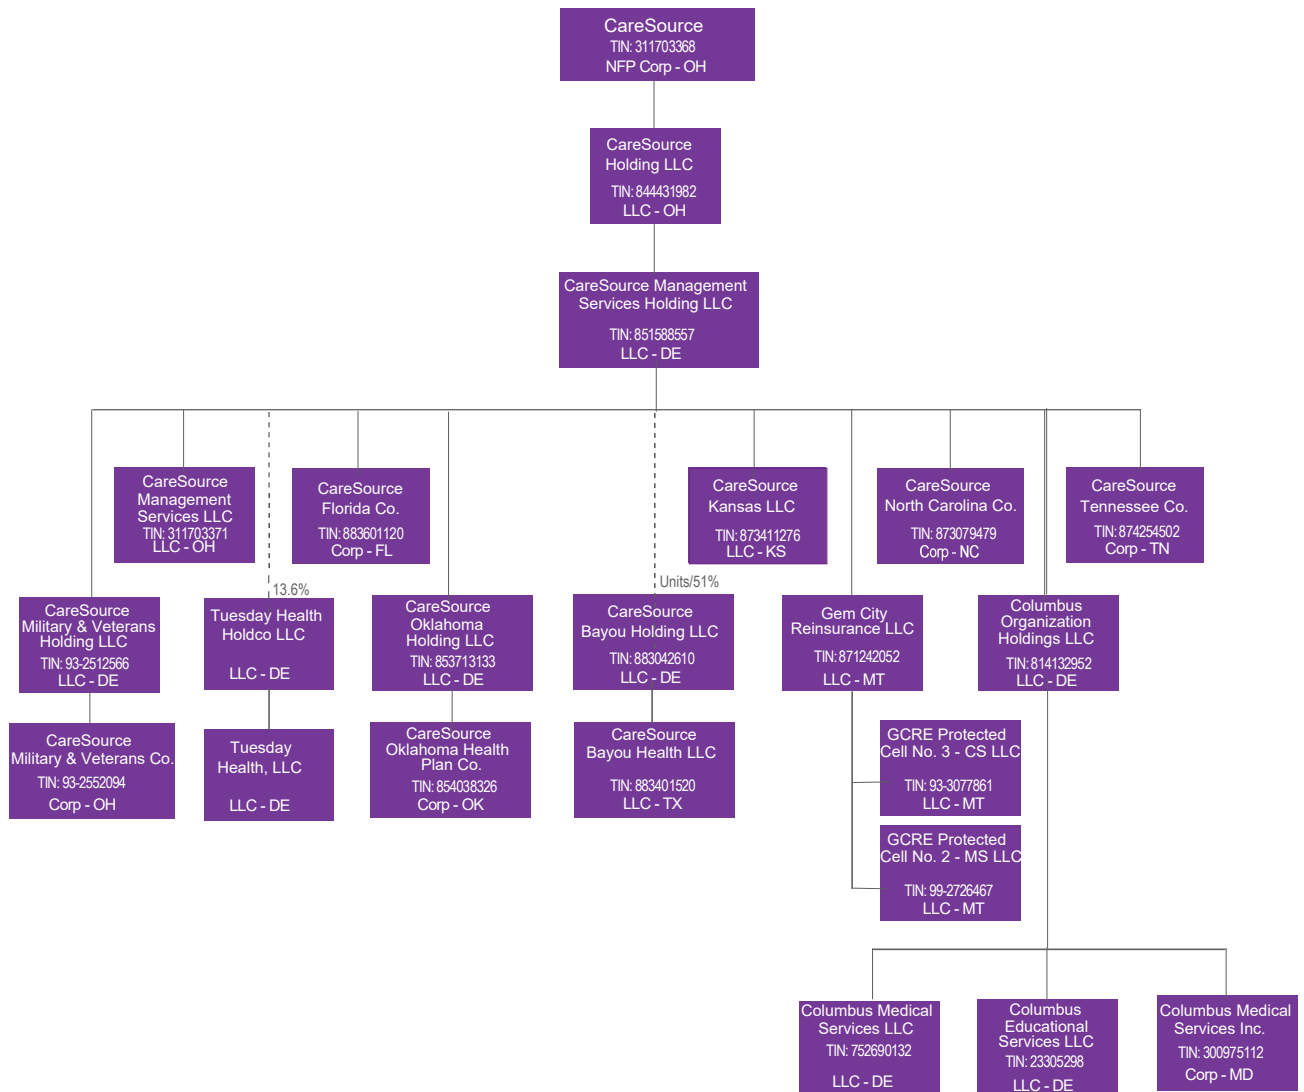 CareSource
TIN: 311703368
NFP Corp - OH
CareSource
Holding LLC
TIN: 844431982
LLC - OH
CareSource Management
Services Holding LLC
TIN: 851588557
LLC - DE
CareSource
Management
Services LLC
TIN: 311703371
LLC - OH
CareSource
Florida Co.
TIN: 883601120
Corp - FL
CareSource
Kansas LLC
TIN: 873411276
LLC - KS
CareSource
North Carolina Co.
TIN: 873079479
Corp - NC
CareSource
Tennessee Co.
TIN: 874254502
Corp - TN
13.6%
Units/51%
CareSource
Military & Veterans
Holding LLC
TIN: 93-2512566
LLC - DE
Tuesday Health
Holdco LLC
LLC - DE
CareSource
Oklahoma
Holding LLC
TIN: 853713133
LLC - DE
CareSource
Bayou Holding LLC
TIN: 883042610
LLC - DE
Gem City
Reinsurance LLC
TIN: 871242052
LLC - MT
Columbus
Organization
Holdings LLC
TIN: 814132952
LLC - DE
CareSource
Military & Veterans Co.
TIN: 93-2552094
Corp - OH
Tuesday
Health, LLC
LLC - DE
CareSource
Oklahoma Health
Plan Co.
TIN: 854038326
Corp - OK
CareSource
Bayou Health LLC
TIN: 883401520
LLC - TX
GCRE Protected
Cell No. 3 - CS LLC
TIN: 93-3077861
LLC - MT
GCRE Protected
Cell No. 2 - MS LLC
TIN: 99-2726467
LLC - MT
Columbus Medical
Services LLC
TIN: 752690132
LLC - DE
Columbus
Educational
Services LLC
TIN: 23305298
LLC - DE
Columbus Medical
Services Inc.
TIN: 300975112
Corp - MD